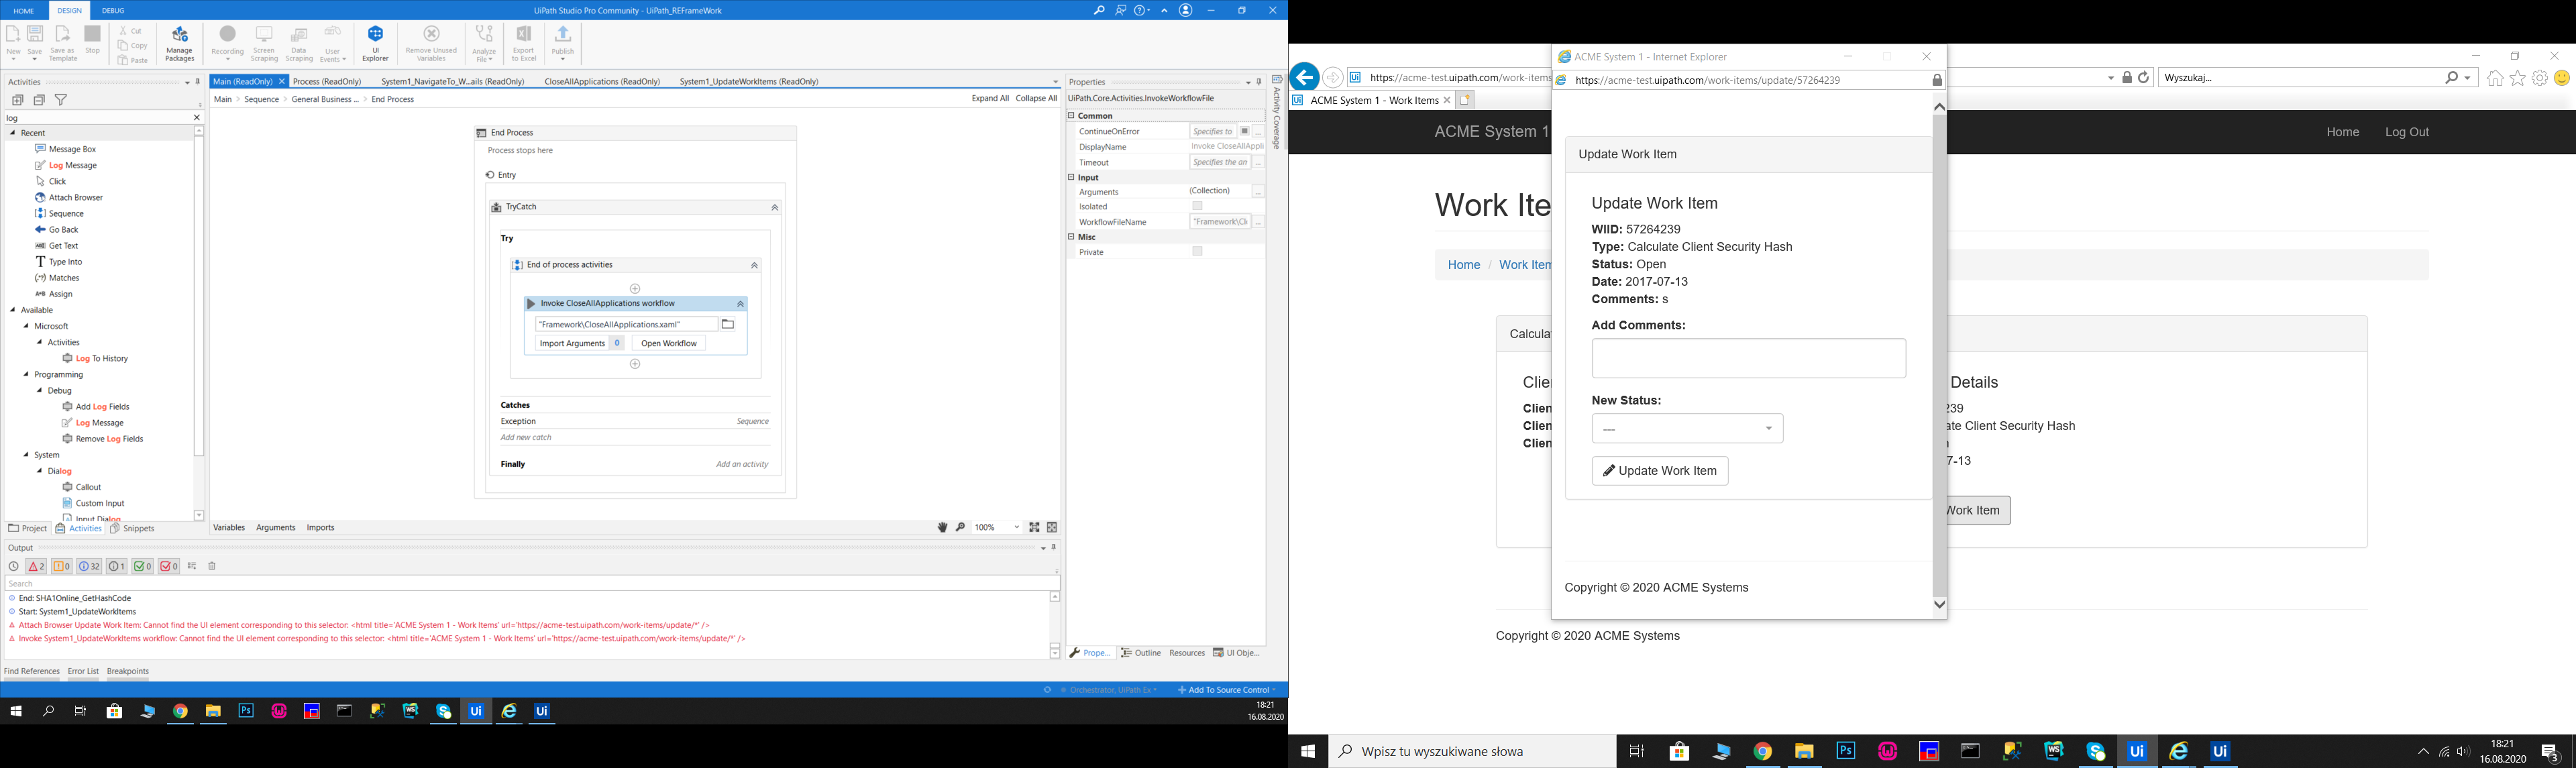 HOME DESIGN DEBUG
UiPath Studio Pro Community - UiPath_REFrameWork
New Save Save as Template Stop
Cut
Copy
Paste
Manage Packages
Recording Screen Scraping Data Scraping User Events
UI Explorer
Remove Unused Variables
Analyze File
Export to Excel
Publish
Activities
log
Recent
Message Box
Log Message
Click
Attach Browser
Sequence
Go Back
Get Text
Type Into
Matches
Assign
Available
Microsoft
Activities
Log To History
Programming
Debug
Add Log Fields
Log Message
Remove Log Fields
System
Dialog
Callout
Custom Input
Input Dialog
Project Activities Snippets
Main (ReadOnly) Process (ReadOnly) System1_NavigateTo_W...ails (ReadOnly) CloseAllApplications (ReadOnly) System1_UpdateWorkItems (ReadOnly)
Main > Sequence > General Business ... > End Process
Expand All Collapse All
End Process
Process stops here
Entry
TryCatch
Try
End of process activities
Invoke CloseAllApplications workflow
"Framework\CloseAllApplications.xaml"
Import Arguments 0 Open Workflow
Catches
Exception Sequence
Add new catch
Finally Add an activity
Variables Arguments Imports
100%
Properties
UiPath.Core.Activities.InvokeWorkflowFile
Common
ContinueOnError Specifies to ...
DisplayName Invoke CloseAllAppli
Timeout Specifies the an ...
Input
Arguments (Collection) ...
Isolated
WorkflowFileName "Framework\Cl ...
Misc
Private
Prope... Outline Resources UI Obje...
Activity Coverage
Output
2 0 32 1 0 0
Search
End: SHA1Online_GetHashCode
Start: System1_UpdateWorkItems
Attach Browser Update Work Item: Cannot find the UI element corresponding to this selector: <html title='ACME System 1 - Work Items' url='https://acme-test.uipath.com/work-items/update/*' />
Invoke System1_UpdateWorkItems workflow: Cannot find the UI element corresponding to this selector: <html title='ACME System 1 - Work Items' url='https://acme-test.uipath.com/work-items/update/*' />
Find References Error List Breakpoints
Orchestrator, UiPath Ex
Add To Source Control
18:21
16.08.2020
https://acme-test.uipath.com/work-items
Wyszukaj...
ACME System 1 - Work Items
ACME System 1
Home Log Out
Work Ite
Home / Work Item
Calcula
Clie
Clien
Clien
Clien
Details
239
ate Client Security Hash
7-13
Work Item
Copyright © 2020 ACME Systems
ACME System 1 - Internet Explorer
https://acme-test.uipath.com/work-items/update/57264239
Update Work Item
Update Work Item
WIID: 57264239
Type: Calculate Client Security Hash
Status: Open
Date: 2017-07-13
Comments: s
Add Comments:
New Status:
---
Update Work Item
Copyright © 2020 ACME Systems
Wpisz tu wyszukiwane słowa
18:21
16.08.2020
3